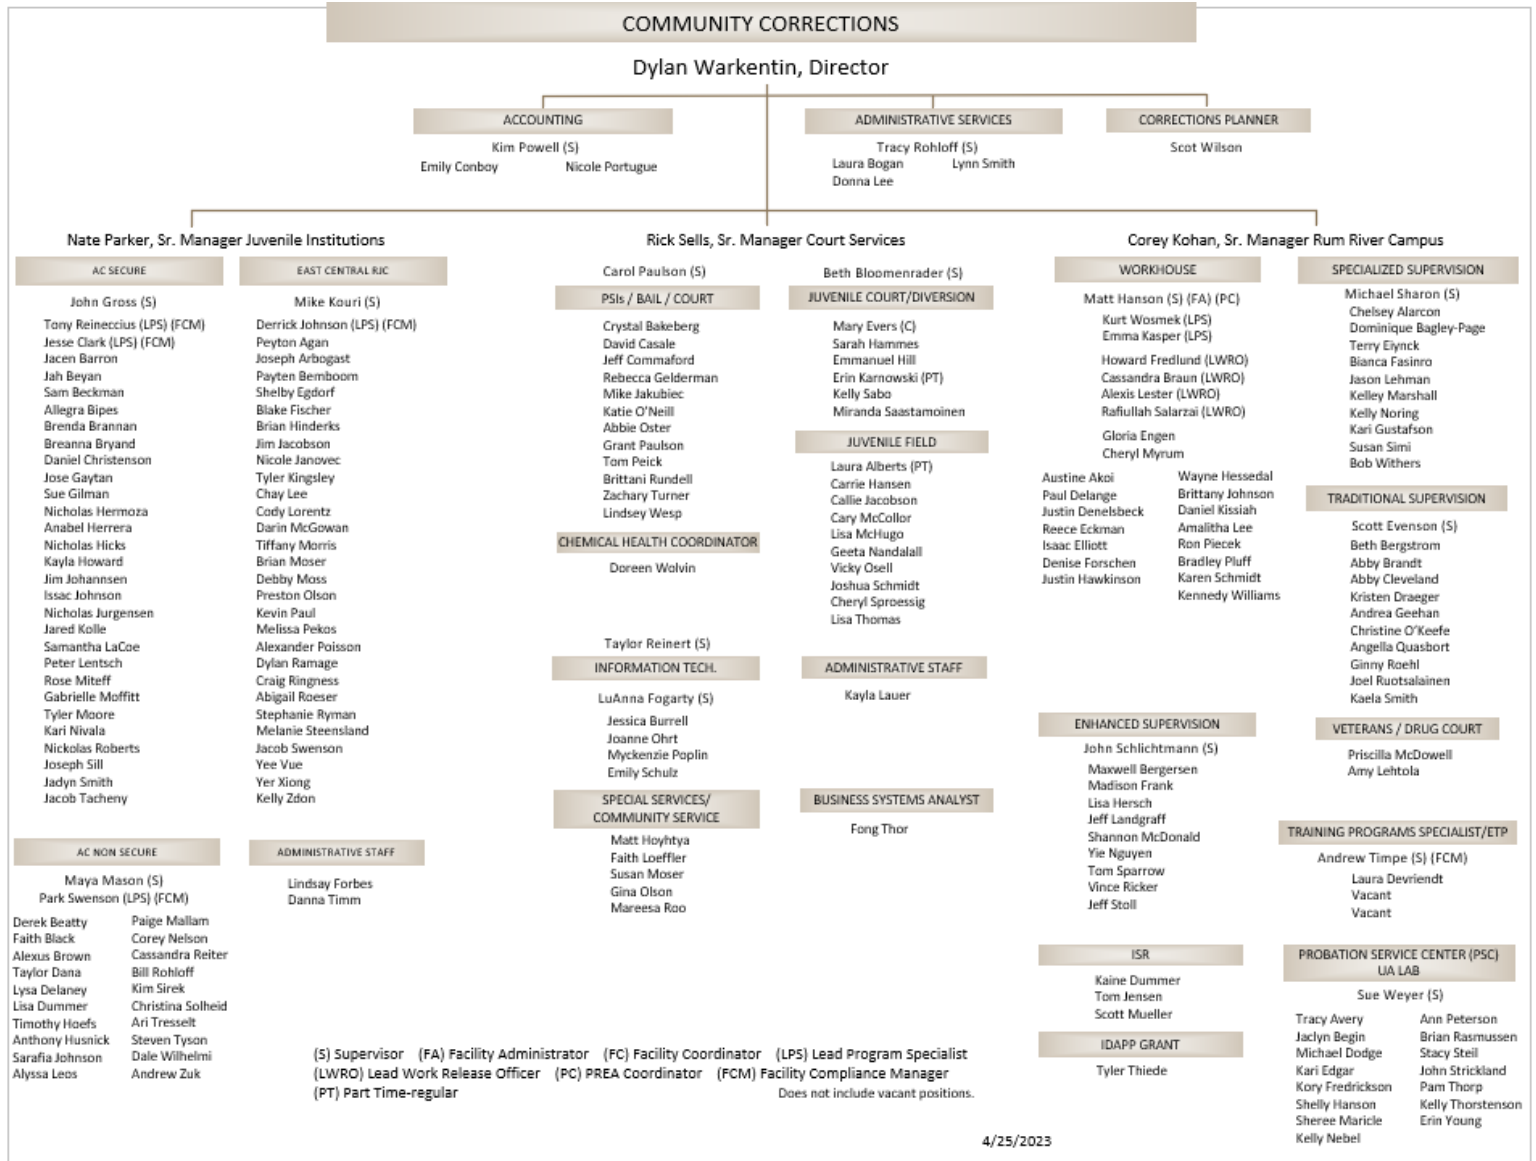 COMMUNITY CORRECTIONS
Dylan Warkentin, Director
ACCOUNTING
Kim Powell (S)
Emily Conboy
Nicole Portugue
ADMINISTRATIVE SERVICES
Tracy Rohloff (S)
Laura Bogan
Lynn Smith
Donna Lee
CORRECTIONS PLANNER
Scot Wilson
Nate Parker, Sr. Manager Juvenile Institutions
AC SECURE
John Gross (S)
Tony Reineccius (LPS) (FCM)
Jesse Clark (LPS) (FCM)
Jacen Barron
Jah Beyan
Sam Beckman
Allegra Bipes
Brenda Brannan
Breanna Bryand
Daniel Christenson
Jose Gaytan
Sue Gilman
Nicholas Hermoza
Anabel Herrera
Nicholas Hicks
Kayla Howard
Jim Johannsen
Issac Johnson
Nicholas Jurgensen
Jared Kolle
Samantha LaCoe
Peter Lentsch
Rose Miteff
Gabrielle Moffitt
Tyler Moore
Kari Nivala
Nickolas Roberts
Joseph Sill
Jadyn Smith
Jacob Tacheny
EAST CENTRAL RJC
Mike Kouri (S)
Derrick Johnson (LPS) (FCM)
Peyton Agan
Joseph Arbogast
Payten Bemboom
Shelby Egdorf
Blake Fischer
Brian Hinderks
Jim Jacobson
Nicole Janovec
Tyler Kingsley
Chay Lee
Cody Lorentz
Darin McGowan
Tiffany Morris
Brian Moser
Debby Moss
Preston Olson
Kevin Paul
Melissa Pekos
Alexander Poisson
Dylan Ramage
Craig Ringness
Abigail Roeser
Stephanie Ryman
Melanie Steensland
Jacob Swenson
Yee Vue
Yer Xiong
Kelly Zdon
AC NON SECURE
Maya Mason (S)
Park Swenson (LPS) (FCM)
Derek Beatty
Faith Black
Alexus Brown
Taylor Dana
Lysa Delaney
Lisa Dummer
Timothy Hoefs
Anthony Husnick
Sarafia Johnson
Alyssa Leos
Paige Mallam
Corey Nelson
Cassandra Reiter
Bill Rohloff
Kim Sirek
Christina Solheid
Ari Tresselt
Steven Tyson
Dale Wilhelmi
Andrew Zuk
ADMINISTRATIVE STAFF
Lindsay Forbes
Danna Timm
Rick Sells, Sr. Manager Court Services
Carol Paulson (S)
PSIs / BAIL / COURT
Crystal Bakeberg
David Casale
Jeff Commaford
Rebecca Gelderman
Mike Jakubiec
Katie O'Neill
Abbie Oster
Grant Paulson
Tom Peick
Brittani Rundell
Zachary Turner
Lindsey Wesp
CHEMICAL HEALTH COORDINATOR
Doreen Wolvin
Beth Bloomenrader (S)
JUVENILE COURT/DIVERSION
Mary Evers (C)
Sarah Hammes
Emmanuel Hill
Erin Karnowski (PT)
Kelly Sabo
Miranda Saastamoinen
JUVENILE FIELD
Laura Alberts (PT)
Carrie Hansen
Callie Jacobson
Cary McCollor
Lisa McHugo
Geeta Nandalall
Vicky Osell
Joshua Schmidt
Cheryl Sproessig
Lisa Thomas
Taylor Reinert (S)
INFORMATION TECH.
LuAnna Fogarty (S)
Jessica Burrell
Joanne Ohrt
Myckenzie Poplin
Emily Schulz
ADMINISTRATIVE STAFF
Kayla Lauer
SPECIAL SERVICES/
COMMUNITY SERVICE
Matt Hoyhtya
Faith Loeffler
Susan Moser
Gina Olson
Mareesa Roo
BUSINESS SYSTEMS ANALYST
Fong Thor
Corey Kohan, Sr. Manager Rum River Campus
WORKHOUSE
Matt Hanson (S) (FA) (PC)
Kurt Wosmek (LPS)
Emma Kasper (LPS)
Howard Fredlund (LWRO)
Cassandra Braun (LWRO)
Alexis Lester (LWRO)
Rafiullah Salarzai (LWRO)
Gloria Engen
Cheryl Myrum
Austine Akoi
Paul Delange
Justin Denelsbeck
Reece Eckman
Isaac Elliott
Denise Forschen
Justin Hawkinson
Wayne Hessedal
Brittany Johnson
Daniel Kissiah
Amalitha Lee
Ron Piecek
Bradley Pluff
Karen Schmidt
Kennedy Williams
SPECIALIZED SUPERVISION
Michael Sharon (S)
Chelsey Alarcon
Dominique Bagley-Page
Terry Eiynck
Bianca Fasinro
Jason Lehman
Kelley Marshall
Kelly Noring
Kari Gustafson
Susan Simi
Bob Withers
TRADITIONAL SUPERVISION
Scott Evenson (S)
Beth Bergstrom
Abby Brandt
Abby Cleveland
Kristen Draeger
Andrea Geehan
Christine O'Keefe
Angella Quasbort
Ginny Roehl
Joel Ruotsalainen
Kaela Smith
ENHANCED SUPERVISION
John Schlichtmann (S)
Maxwell Bergersen
Madison Frank
Lisa Hersch
Jeff Landgraff
Shannon McDonald
Yie Nguyen
Tom Sparrow
Vince Ricker
Jeff Stoll
VETERANS / DRUG COURT
Priscilla McDowell
Amy Lehtola
TRAINING PROGRAMS SPECIALIST/ETP
Andrew Timpe (S) (FCM)
Laura Devriendt
Vacant
Vacant
ISR
Kaine Dummer
Tom Jensen
Scott Mueller
IDAPP GRANT
Tyler Thiede
PROBATION SERVICE CENTER (PSC)
UA LAB
Sue Weyer (S)
Tracy Avery
Jaclyn Begin
Michael Dodge
Kari Edgar
Kory Fredrickson
Shelly Hanson
Sheree Maricle
Kelly Nebel
Ann Peterson
Brian Rasmussen
Stacy Steil
John Strickland
Pam Thorp
Kelly Thorstenson
Erin Young
(S) Supervisor (FA) Facility Administrator (FC) Facility Coordinator (LPS) Lead Program Specialist
(LWRO) Lead Work Release Officer (PC) PREA Coordinator (FCM) Facility Compliance Manager
(PT) Part Time-regular
Does not include vacant positions.
4/25/2023